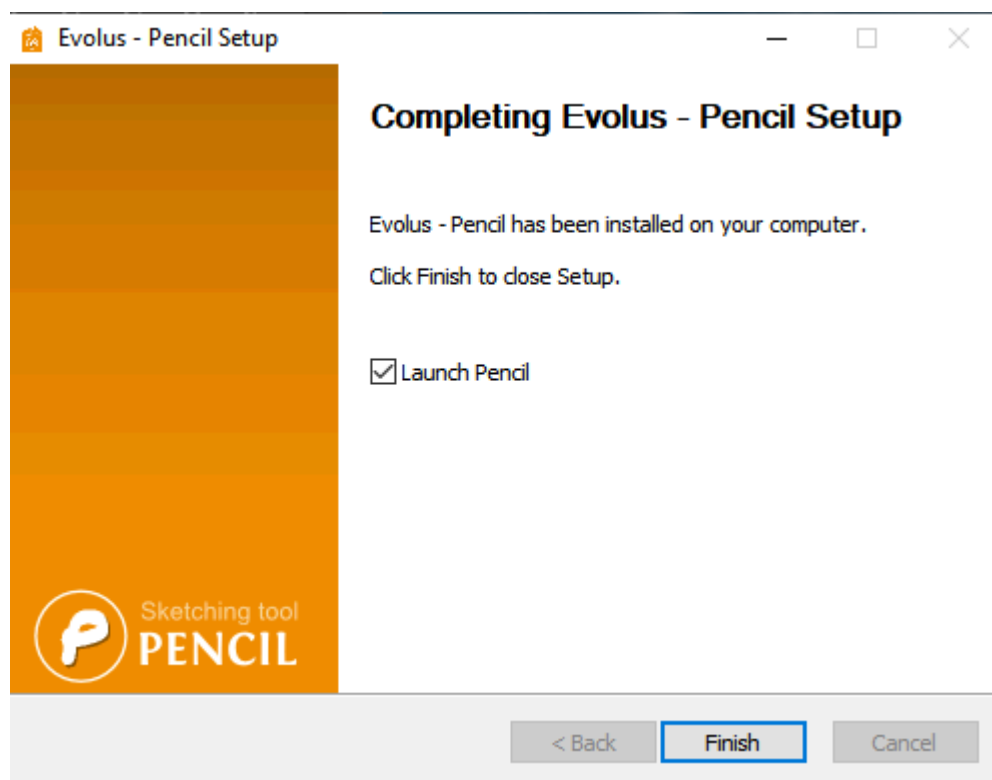 Evolus - Pencil Setup
Completing Evolus - Pencil Setup
Evolus - Pencil has been installed on your computer.
Click Finish to close Setup.
Launch Pencil
Sketching tool
PENCIL
< Back
Finish
Cancel